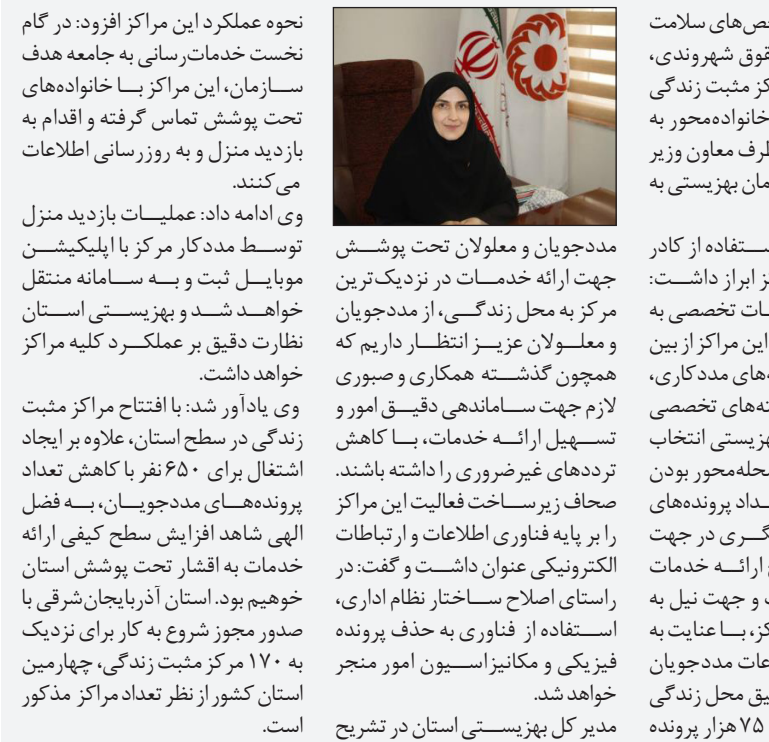 خص‌های سلامت
قوق شهروندی،
کز مثبت زندگی
خانواده‌محور به
طرف معاون وزیر
مان بهزیستی به
ستفاده از کادر
ز ابراز داشت:
ات تخصصی به
این مراکز از بین
ه‌های مددکاری،
ته‌های تخصصی
هزیستی انتخاب
محله‌محور بودن
داد پرونده‌های
گری در جهت
ارائه خدمات
و جهت نیل به
کز، با عنایت به
عات مددجویان
یق محل زندگی
۷۵ هزار پرونده
مددجویان و معلولان تحت پوشش
جهت ارائه خدمات در نزدیک‌ترین
مرکز به محل زندگی، از مددجویان
و معلولان عزیز انتظار داریم که
همچون گذشته همکاری و صبوری
لازم جهت ساماندهی دقیق امور و
تسهیل ارائه خدمات، با کاهش
ترددهای غیرضروری را داشته باشند.
صحاف زیرساخت فعالیت این مراکز
را بر پایه فناوری اطلاعات و ارتباطات
الکترونیکی عنوان داشت و گفت: در
راستای اصلاح ساختار نظام اداری،
استفاده از فناوری به حذف پرونده
فیزیکی و مکانیزاسیون امور منجر
خواهد شد.
مدیر کل بهزیستی استان در تشریح
نحوه عملکرد این مراکز افزود: در گام
نخست خدمات‌رسانی به جامعه هدف
سازمان، این مراکز با خانواده‌های
تحت پوشش تماس گرفته و اقدام به
بازدید منزل و به روزرسانی اطلاعات
می‌کنند.
وی ادامه داد: عملیات بازدید منزل
توسط مددکار مرکز با اپلیکیشن
موبایل ثبت و به سامانه منتقل
خواهد شد و بهزیستی استان
نظارت دقیق بر عملکرد کلیه مراکز
خواهد داشت.
وی یادآور شد: با افتتاح مراکز مثبت
زندگی در سطح استان، علاوه بر ایجاد
اشتغال برای ۶۵۰ نفر با کاهش تعداد
پرونده‌های مددجویان، به فضل
الهی شاهد افزایش سطح کیفی ارائه
خدمات به اقشار تحت پوشش استان
خوهیم بود. استان آذربایجان‌شرقی با
صدور مجوز شروع به کار برای نزدیک
به ۱۷۰ مرکز مثبت زندگی، چهارمین
استان کشور از نظر تعداد مراکز مذکور
است.